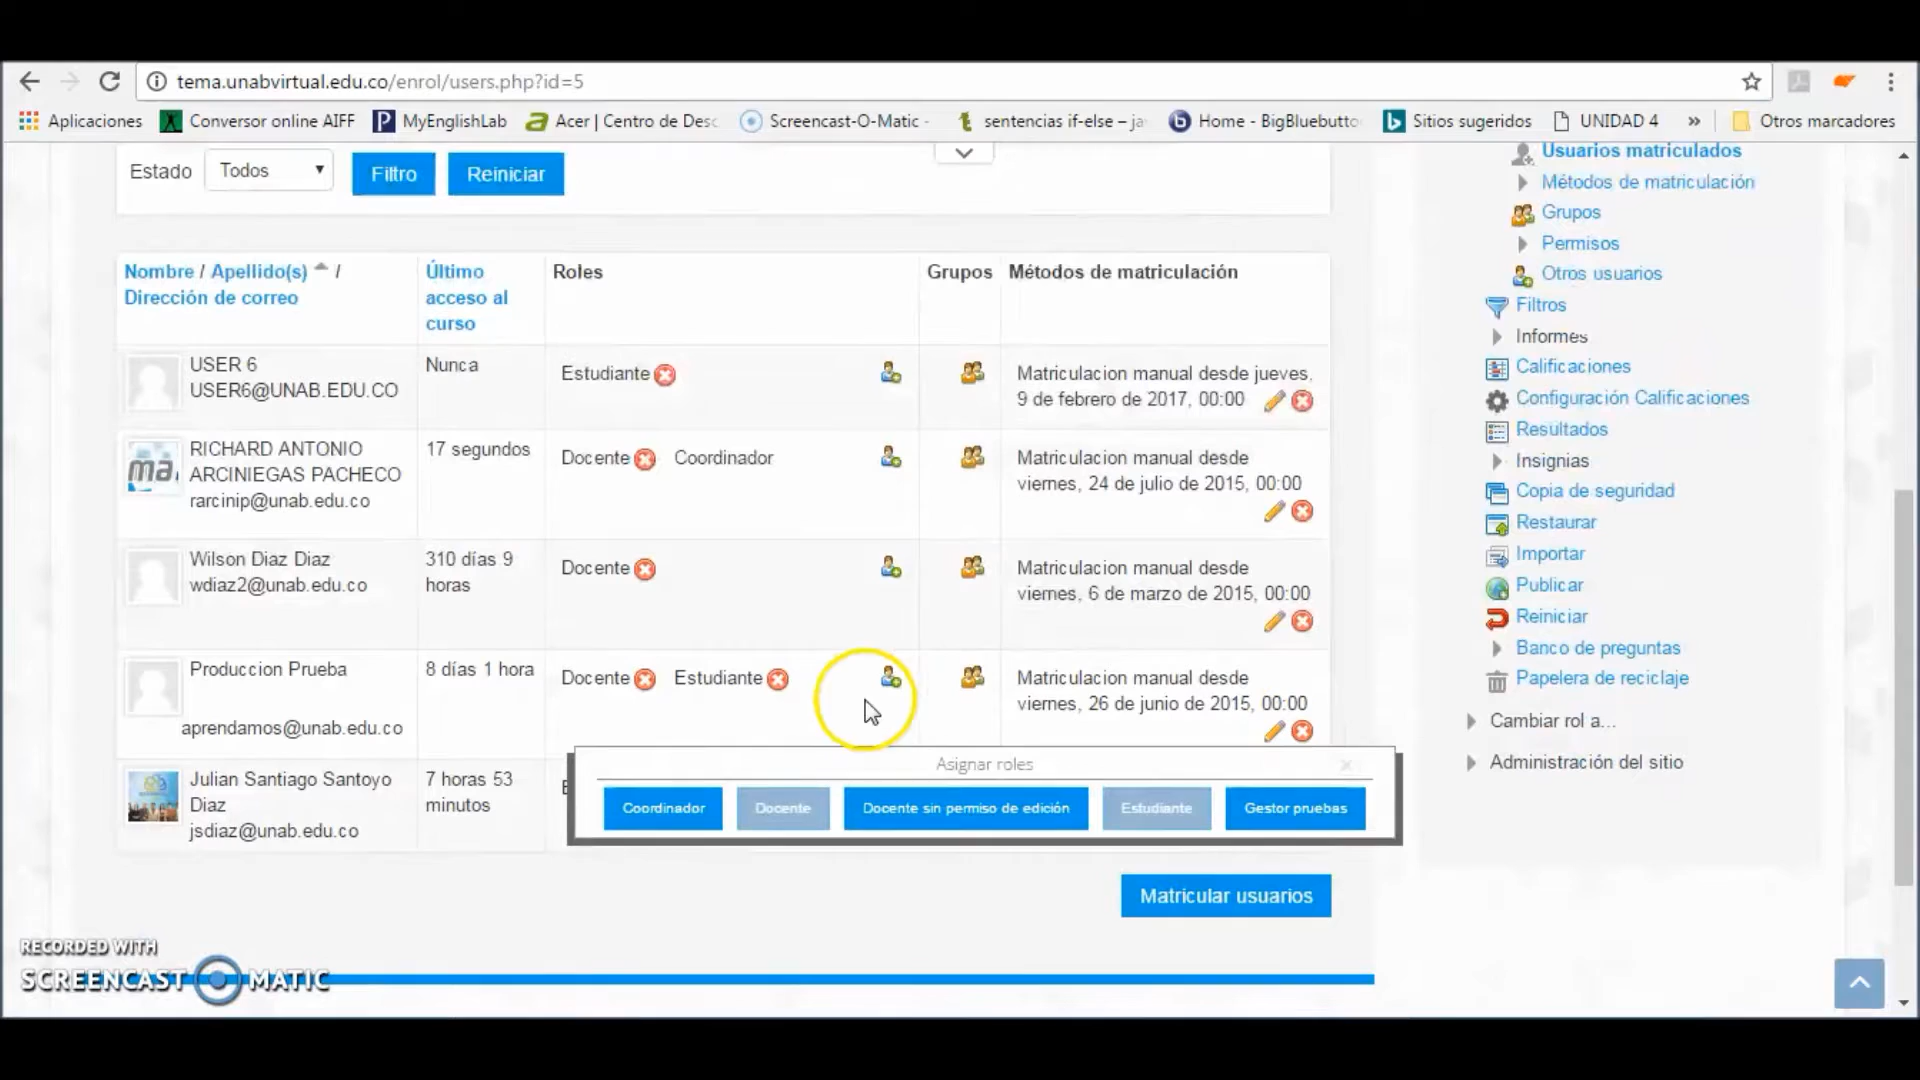 tema.unabvirtual.edu.co/enrol/users.php?id=5
Aplicaciones
Conversor online AIFF
MyEnglishLab
Acer | Centro de Desc
Screencast-O-Matic -
sentencias if-else – ja
Home - BigBluebutto
Sitios sugeridos
UNIDAD 4
»
Otros marcadores
Estado
Todos
Filtro
Reiniciar
Nombre / Apellido(s) /
Dirección de correo
Último
acceso al
curso
Roles
Grupos
Métodos de matriculación
USER 6
USER6@UNAB.EDU.CO
Nunca
Estudiante
Matriculacion manual desde jueves,
9 de febrero de 2017, 00:00
RICHARD ANTONIO
ARCINIEGAS PACHECO
rarcinip@unab.edu.co
17 segundos
Docente
Coordinador
Matriculacion manual desde
viernes, 24 de julio de 2015, 00:00
Wilson Diaz Diaz
wdiaz2@unab.edu.co
310 días 9
horas
Docente
Matriculacion manual desde
viernes, 6 de marzo de 2015, 00:00
Produccion Prueba
aprendamos@unab.edu.co
8 días 1 hora
Docente
Estudiante
Matriculacion manual desde
viernes, 26 de junio de 2015, 00:00
Julian Santiago Santoyo
Diaz
jsdiaz@unab.edu.co
7 horas 53
minutos
Asignar roles
Coordinador
Docente
Docente sin permiso de edición
Estudiante
Gestor pruebas
Matricular usuarios
Usuarios matriculados
Métodos de matriculación
Grupos
Permisos
Otros usuarios
Filtros
Informes
Calificaciones
Configuración Calificaciones
Resultados
Insignias
Copia de seguridad
Restaurar
Importar
Publicar
Reiniciar
Banco de preguntas
Papelera de reciclaje
Cambiar rol a...
Administración del sitio
RECORDED WITH
SCREENCAST MATIC